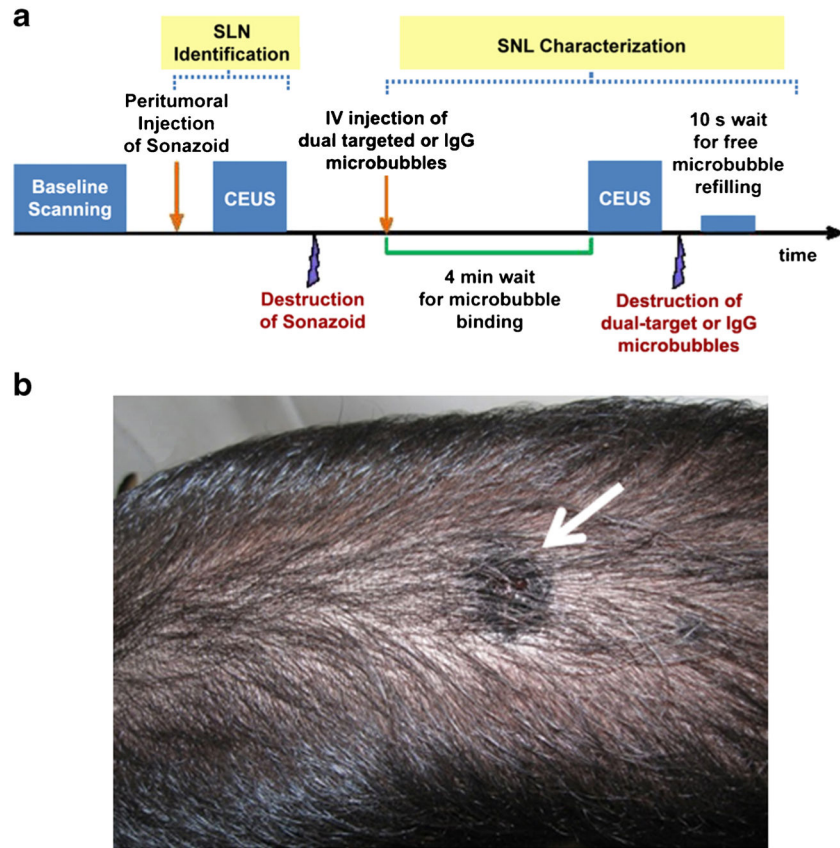 a
SLN
Identification
SNL Characterization
Peritumoral
Injection
of Sonazoid
IV injection of
dual targeted or IgG
microbubbles
10 s wait
for free
microbubble
refilling
Baseline
Scanning
CEUS
CEUS
time
Destruction
of Sonazoid
4 min wait
for microbubble
binding
Destruction of
dual-target or IgG
microbubbles
b